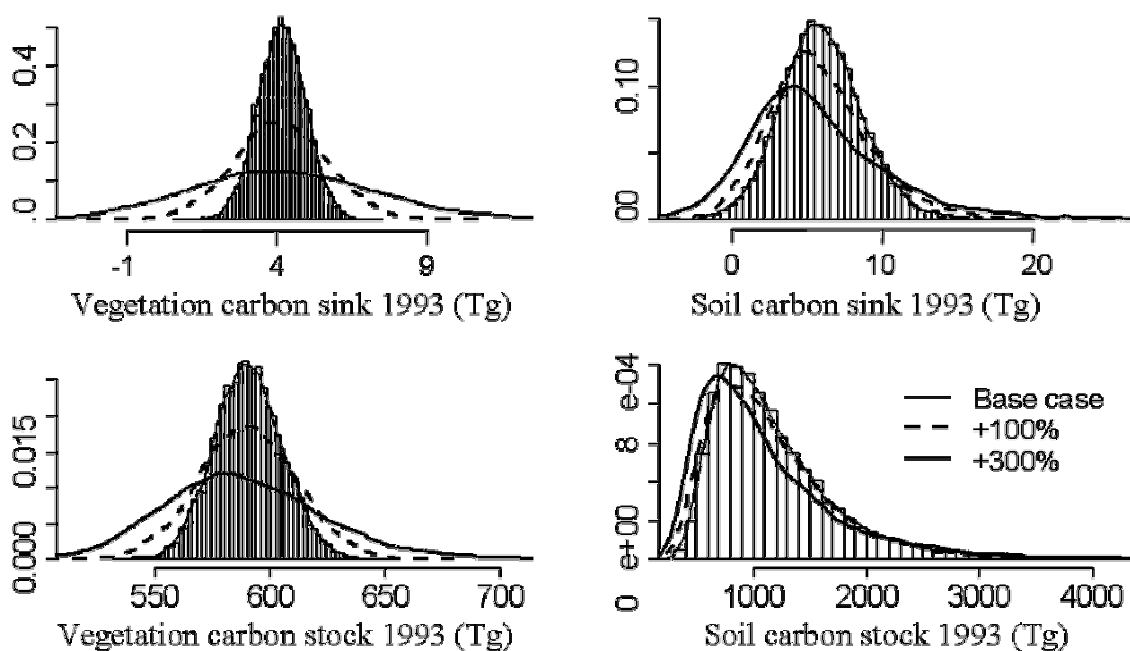 0.4
0.2
.0
-1 4 9
Vegetation carbon sink 1993 (Tg)
0.10
00
0 10 20
Soil carbon sink 1993 (Tg)
0.015
0.000
550 600 650 700
Vegetation carbon stock 1993 (Tg)
e-04
8
e+00
0
1000 2000 3000 4000
Soil carbon stock 1993 (Tg)
Base case
+100%
+300%